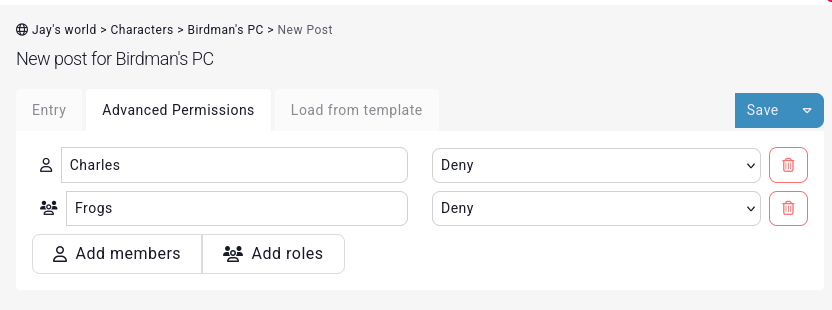 Jay's world > Characters > Birdman's PC > New Post
New post for Birdman's PC
Entry Advanced Permissions Load from template Save
Charles Deny
Frogs Deny
Add members Add roles